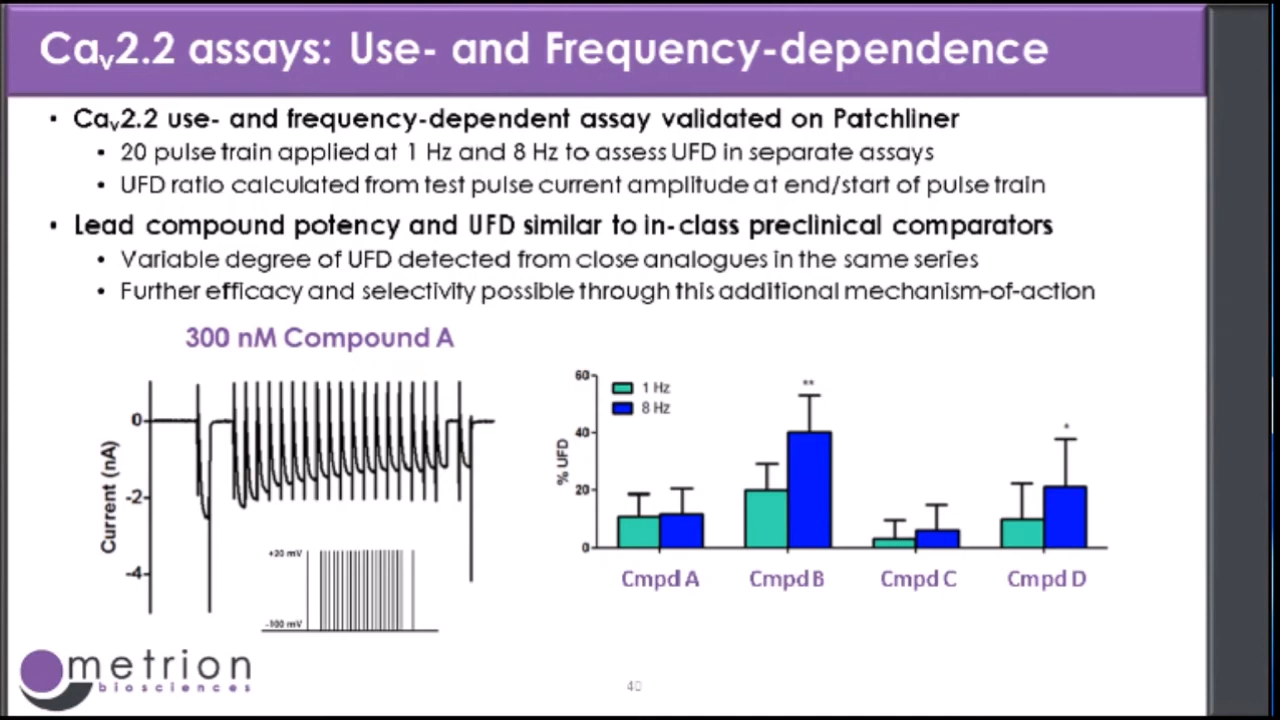 Cav2.2 assays: Use- and Frequency-dependence
▪ Cav2.2 use- and frequency-dependent assay validated on Patchliner
• 20 pulse train applied at 1 Hz and 8 Hz to assess UFD in separate assays
• UFD ratio calculated from test pulse current amplitude at end/start of pulse train
▪ Lead compound potency and UFD similar to in-class preclinical comparators
• Variable degree of UFD detected from close analogues in the same series
• Further efficacy and selectivity possible through this additional mechanism-of-action
300 nM Compound A
Current (nA)
0
-2
-4
+20 mV
-100 mV
% UFD
60
40
20
0
1 Hz
8 Hz
**
*
Cmpd A
Cmpd B
Cmpd C
Cmpd D
metrion
biosciences
40